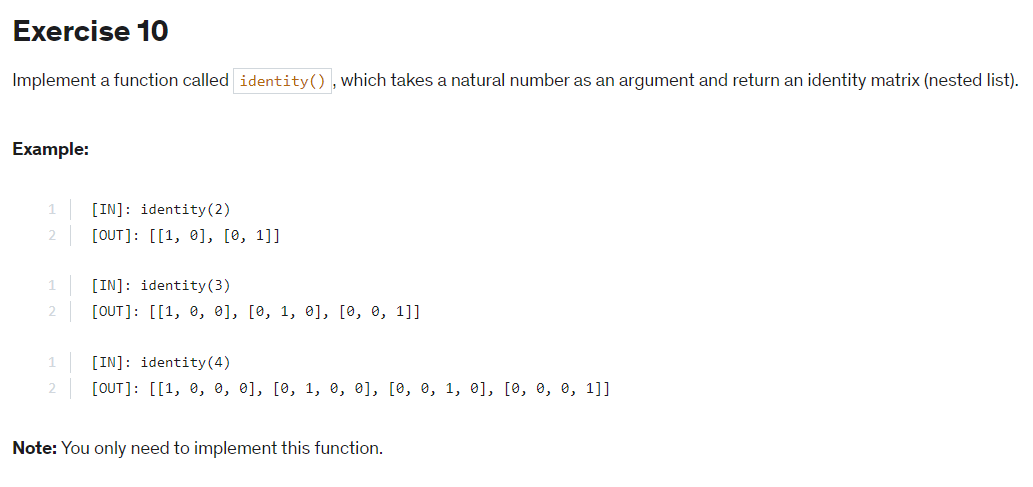 Exercise 10
Implement a function called identity(), which takes a natural number as an argument and return an identity matrix (nested list).
Example:
1 [IN]: identity(2)
2 [OUT]: [[1, 0], [0, 1]]
1 [IN]: identity(3)
2 [OUT]: [[1, 0, 0], [0, 1, 0], [0, 0, 1]]
1 [IN]: identity(4)
2 [OUT]: [[1, 0, 0, 0], [0, 1, 0, 0], [0, 0, 1, 0], [0, 0, 0, 1]]
Note: You only need to implement this function.